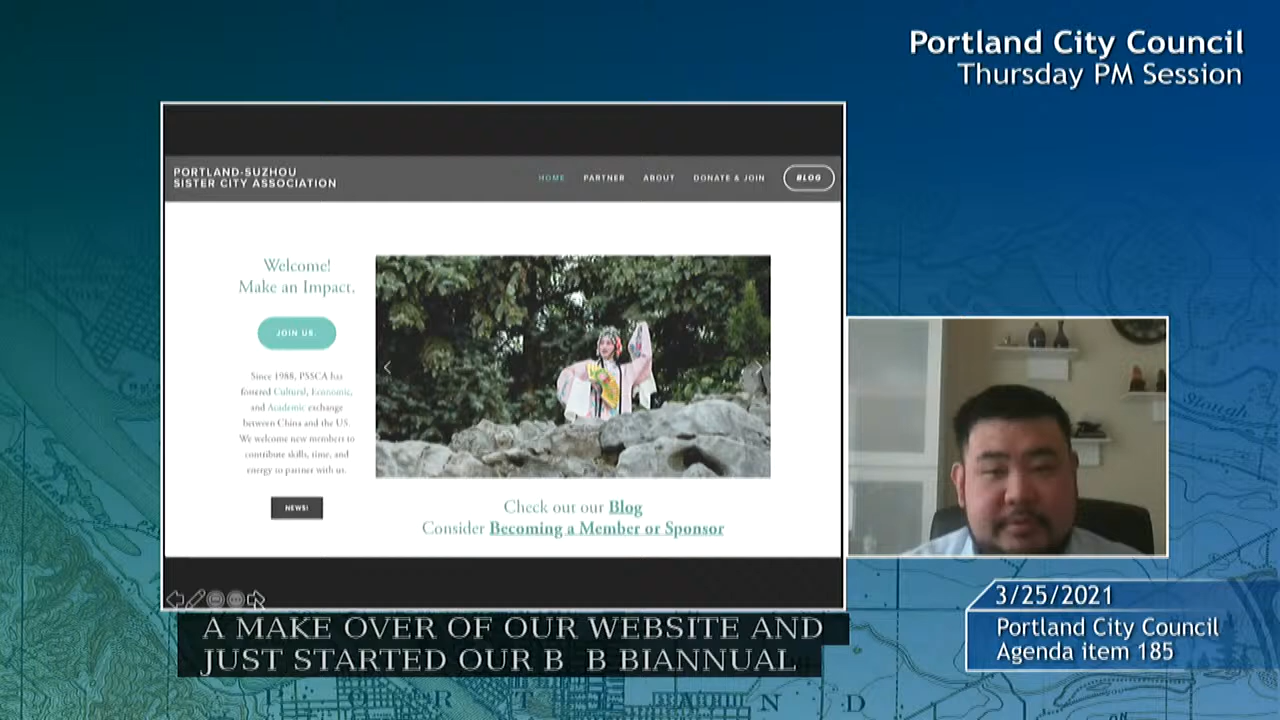 Portland City Council
Thursday PM Session
PORTLAND-SUZHOU
SISTER CITY ASSOCIATION
HOME PARTNER ABOUT DONATE & JOIN BLOG
Welcome!
Make an Impact.
JOIN US.
Since 1988, PSSCA has
fostered Cultural, Economic,
and Academic exchange
between China and the US.
We welcome new members to
contribute skills, time, and
energy to partner with us.
NEWS!
Check out our Blog
Consider Becoming a Member or Sponsor
A MAKE OVER OF OUR WEBSITE AND
JUST STARTED OUR B B BIANNUAL
3/25/2021
Portland City Council
Agenda item 185
Slough